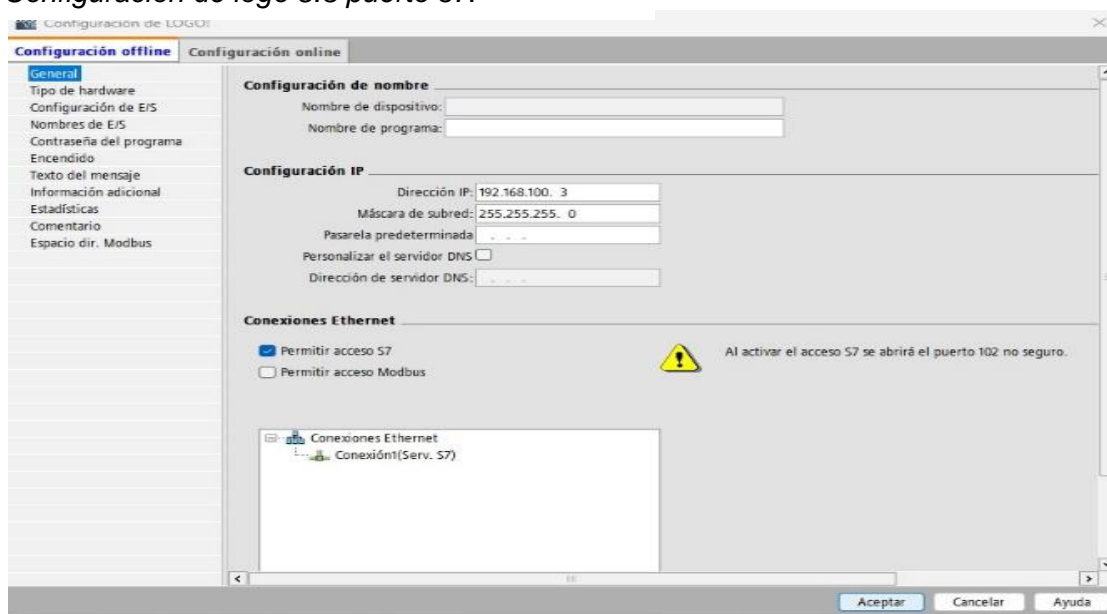 Configuración de logo 8.3 puerto S7.
Configuración de LOGO!
Configuración offline Configuración online
General
Tipo de hardware
Configuración de E/S
Nombres de E/S
Contraseña del programa
Encendido
Texto del mensaje
Información adicional
Estadísticas
Comentario
Espacio dir. Modbus
Configuración de nombre
Nombre de dispositivo:
Nombre de programa:
Configuración IP
Dirección IP: 192.168.100. 3
Máscara de subred: 255.255.255. 0
Pasarela predeterminada . . .
Personalizar el servidor DNS
Dirección de servidor DNS: . . .
Conexiones Ethernet
Permitir acceso S7
Permitir acceso Modbus
Al activar el acceso S7 se abrirá el puerto 102 no seguro.
Conexiones Ethernet
Conexión1(Serv. S7)
Aceptar Cancelar Ayuda